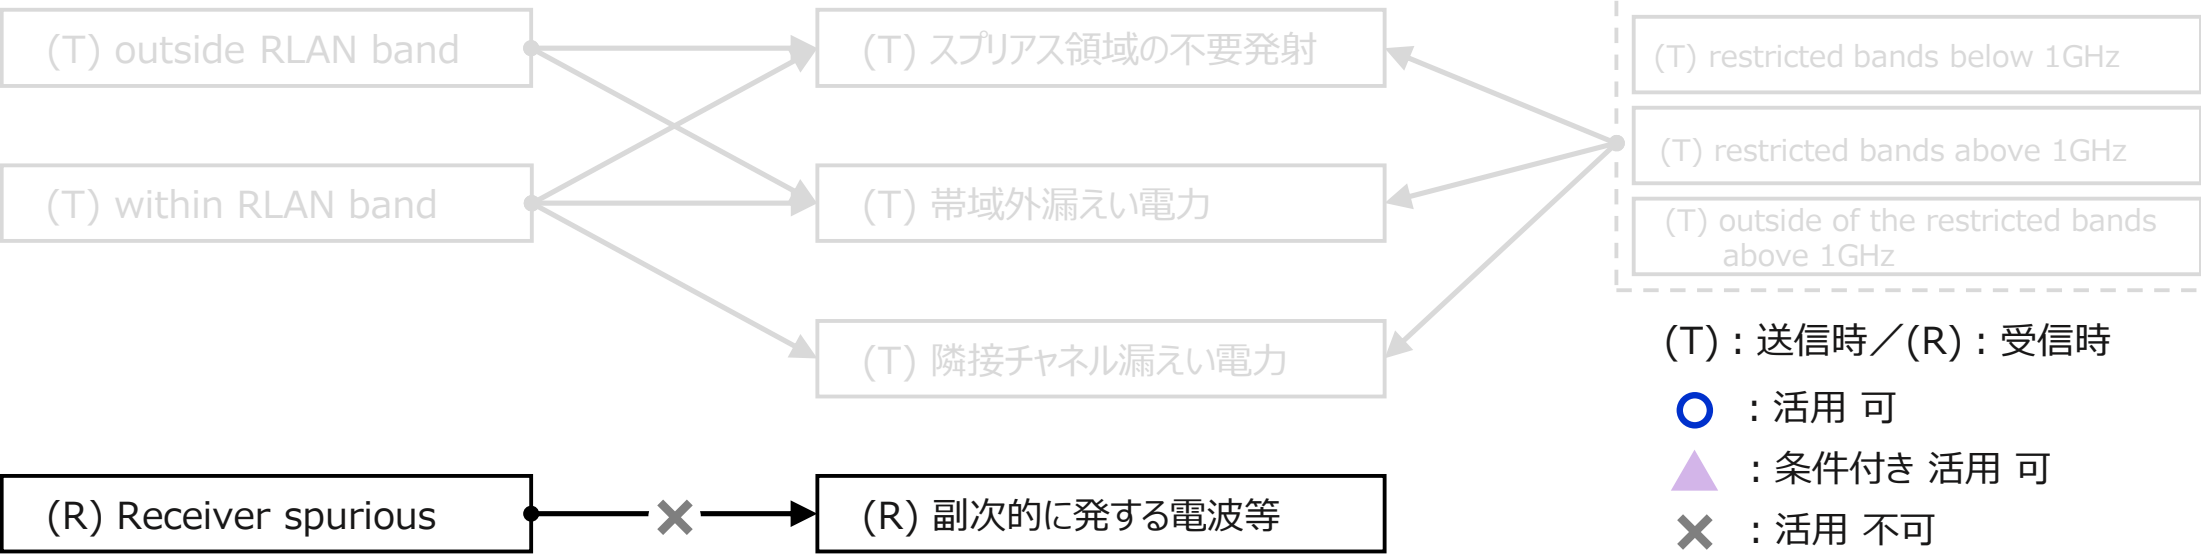 (T) outside RLAN band
(T) スプリアス領域の不要発射
(T) restricted bands below 1GHz
(T) restricted bands above 1GHz
(T) within RLAN band
(T) 帯域外漏えい電力
(T) outside of the restricted bands
above 1GHz
(T) 隣接チャネル漏えい電力
(T)：送信時／(R)：受信時
：活用 可
：条件付き 活用 可
(R) Receiver spurious
(R) 副次的に発する電波等
：活用 不可